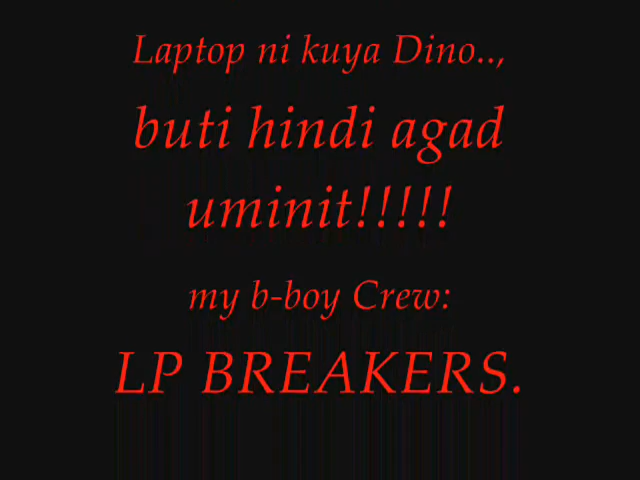 Laptop ni kuya Dino..,
buti hindi agad
uminit!!!!!
my b-boy Crew:
LP BREAKERS.